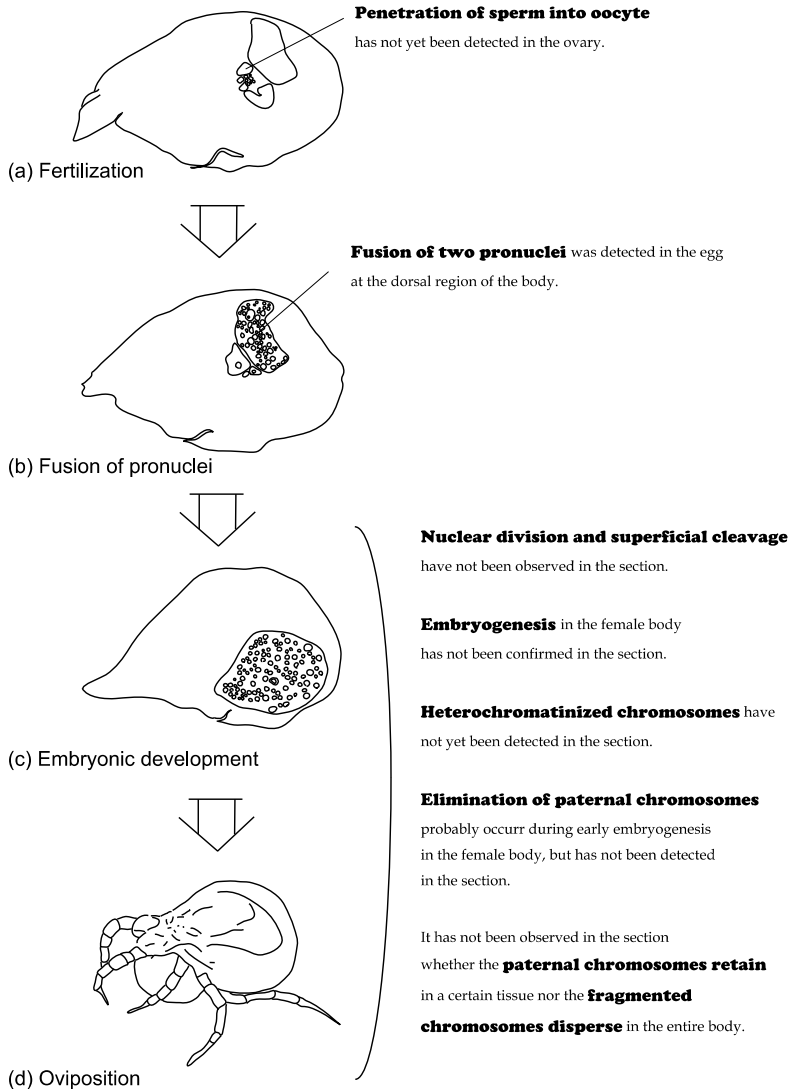 Penetration of sperm into oocyte
has not yet been detected in the ovary.
(a) Fertilization
Fusion of two pronuclei was detected in the egg
at the dorsal region of the body.
(b) Fusion of pronuclei
Nuclear division and superficial cleavage
have not been observed in the section.
Embryogenesis in the female body
has not been confirmed in the section.
Heterochromatinized chromosomes have
not yet been detected in the section.
(c) Embryonic development
Elimination of paternal chromosomes
probably occurr during early embryogenesis
in the female body, but has not been detected
in the section.
It has not been observed in the section
whether the paternal chromosomes retain
in a certain tissue nor the fragmented
chromosomes disperse in the entire body.
(d) Oviposition